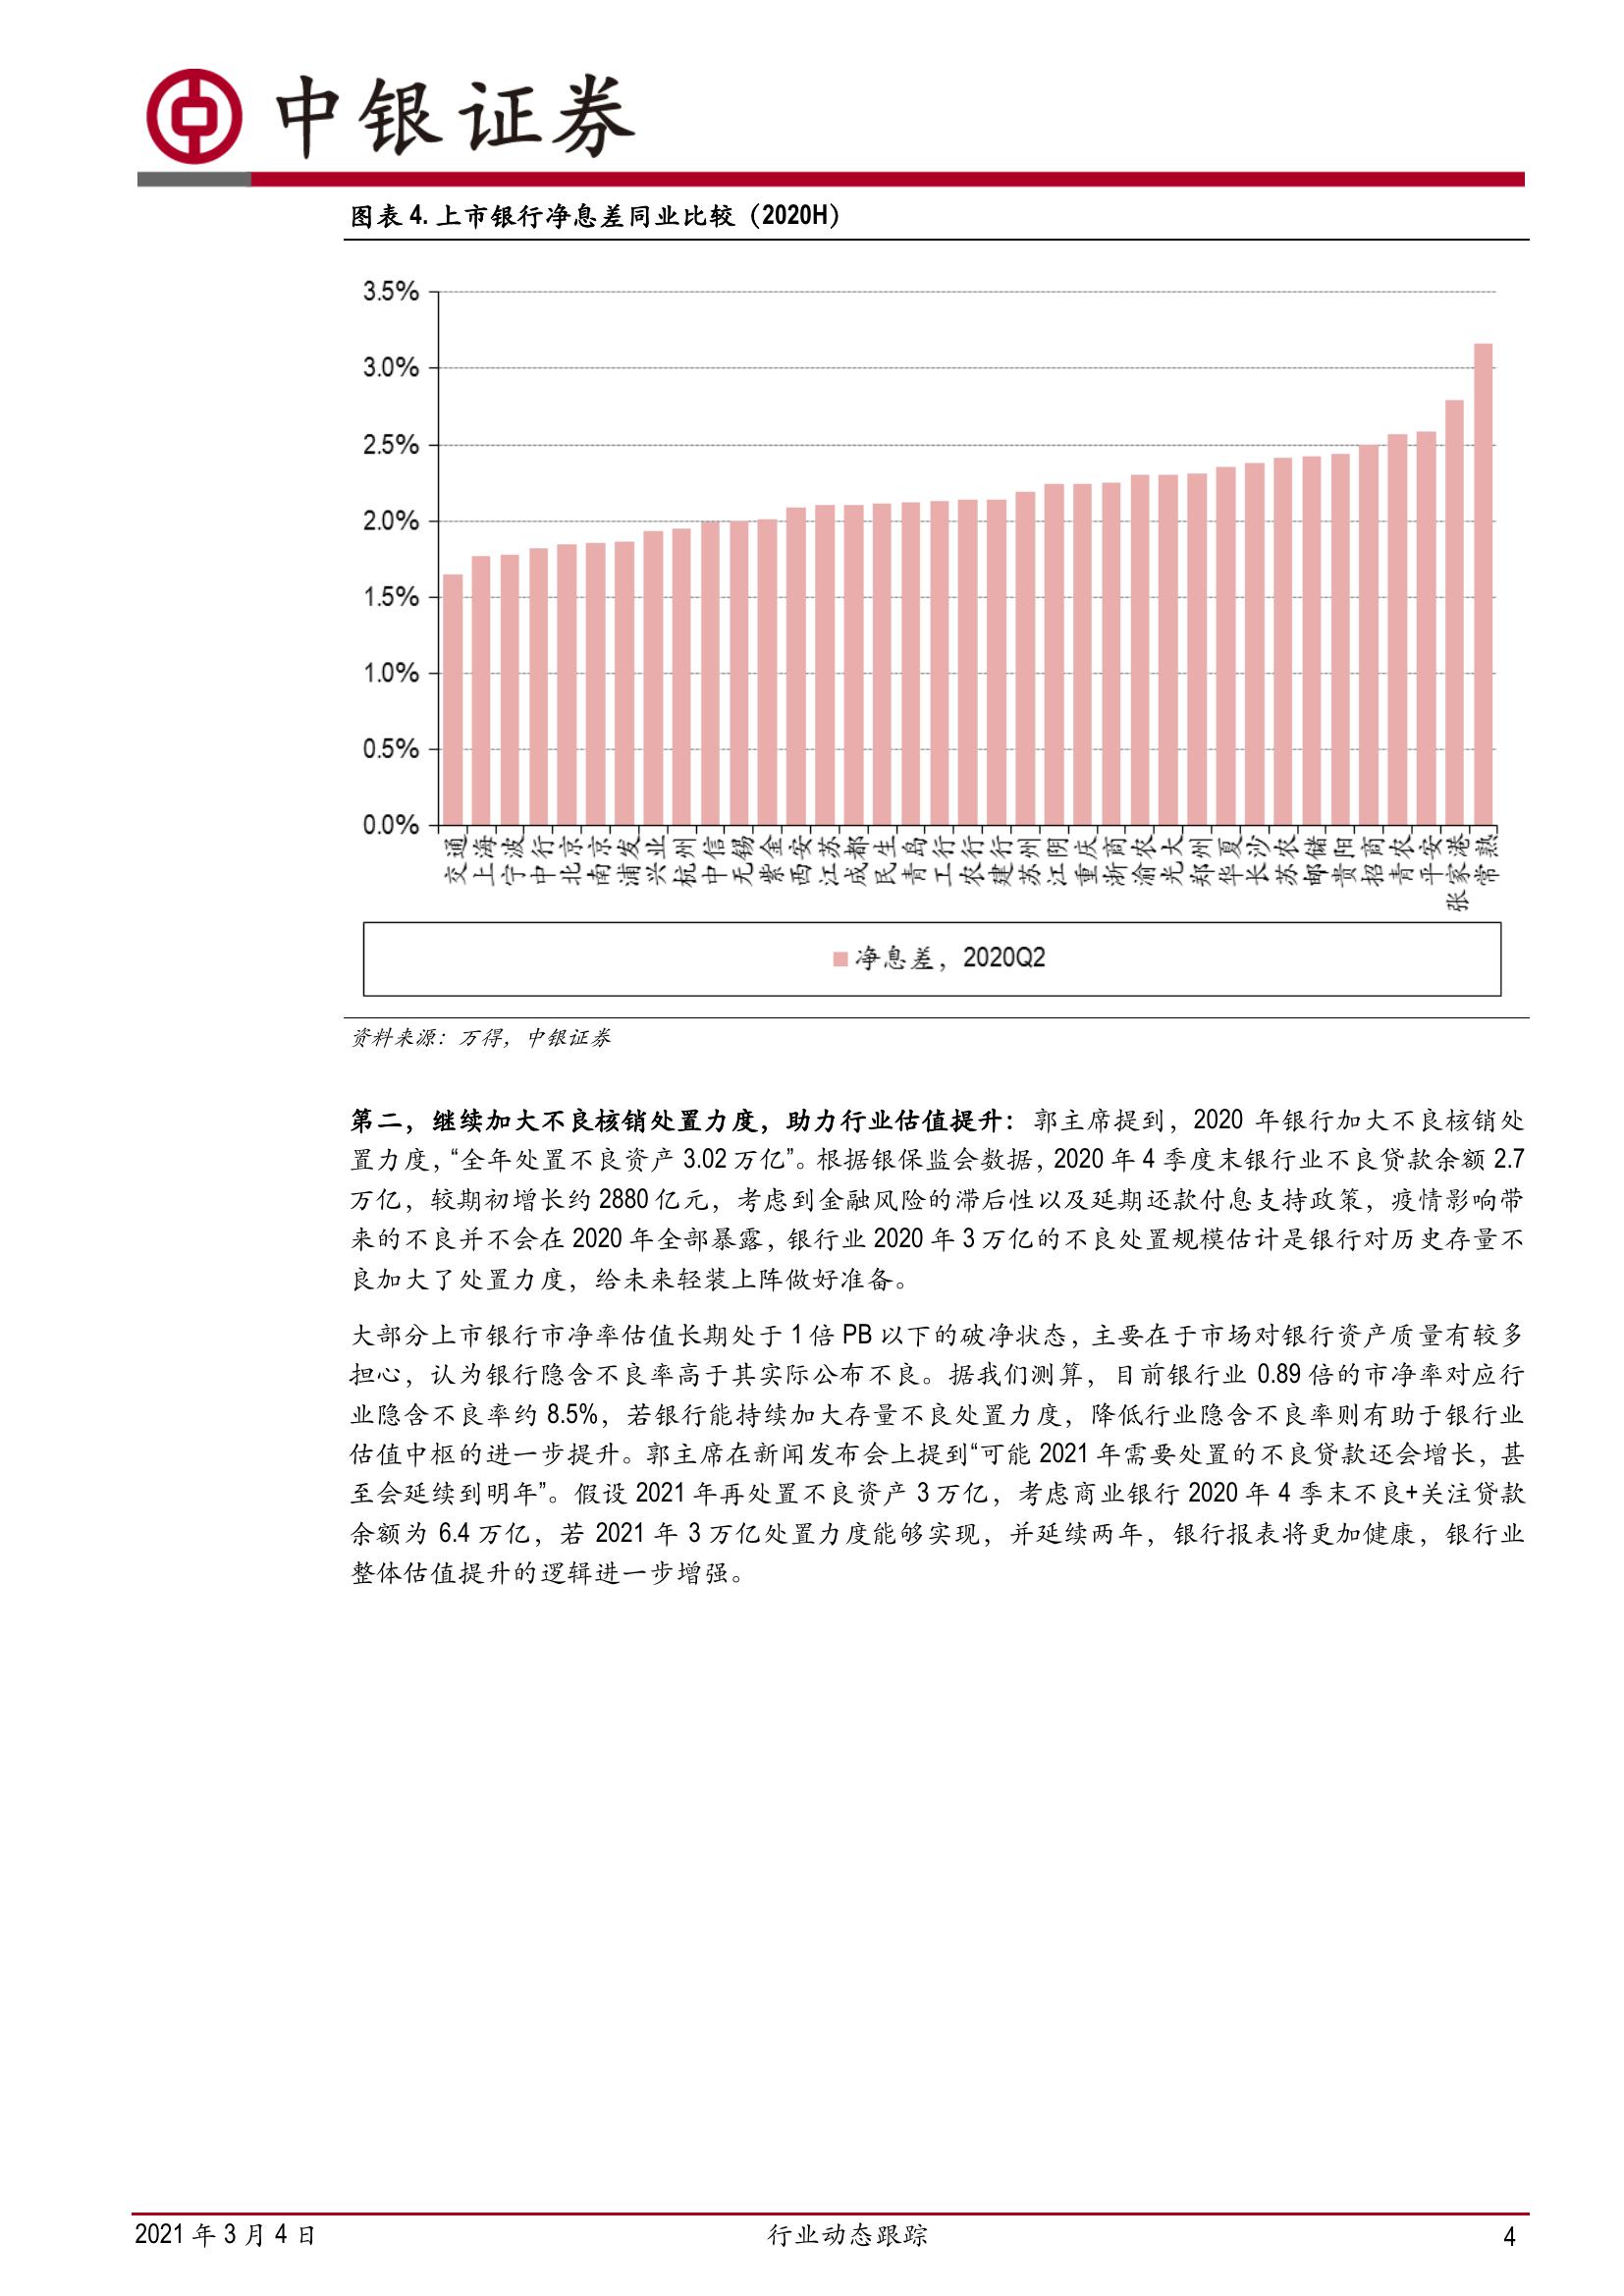 中银证券
图表 4. 上市银行净息差同业比较（2020H）
3.5%
3.0%
2.5%
2.0%
1.5%
1.0%
0.5%
0.0%
交通
上海
宁波
中行
北京
南京
浦发
兴业
杭州
中信
无锡
紫金
西安
江苏
成都
民生
青岛
工行
农行
建行
苏州
江阴
重庆
浙商
渝农
光大
郑州
华夏
长沙
苏农
邮储
贵阳
招商
青农
平安
张家港
常熟
净息差，2020Q2
资料来源：万得，中银证券
第二，继续加大不良核销处置力度，助力行业估值提升：郭主席提到，2020 年银行加大不良核销处
置力度，“全年处置不良资产 3.02 万亿”。根据银保监会数据，2020 年 4 季度末银行业不良贷款余额 2.7
万亿，较期初增长约 2880 亿元，考虑到金融风险的滞后性以及延期还款付息支持政策，疫情影响带
来的不良并不会在 2020 年全部暴露，银行业 2020 年 3 万亿的不良处置规模估计是银行对历史存量不
良加大了处置力度，给未来轻装上阵做好准备。
大部分上市银行市净率估值长期处于 1 倍 PB 以下的破净状态，主要在于市场对银行资产质量有较多
担心，认为银行隐含不良率高于其实际公布不良。据我们测算，目前银行业 0.89 倍的市净率对应行
业隐含不良率约 8.5%，若银行能持续加大存量不良处置力度，降低行业隐含不良率则有助于银行业
估值中枢的进一步提升。郭主席在新闻发布会上提到“可能 2021 年需要处置的不良贷款还会增长，甚
至会延续到明年”。假设 2021 年再处置不良资产 3 万亿，考虑商业银行 2020 年 4 季末不良+关注贷款
余额为 6.4 万亿，若 2021 年 3 万亿处置力度能够实现，并延续两年，银行报表将更加健康，银行业
整体估值提升的逻辑进一步增强。
2021 年 3 月 4 日
行业动态跟踪
4